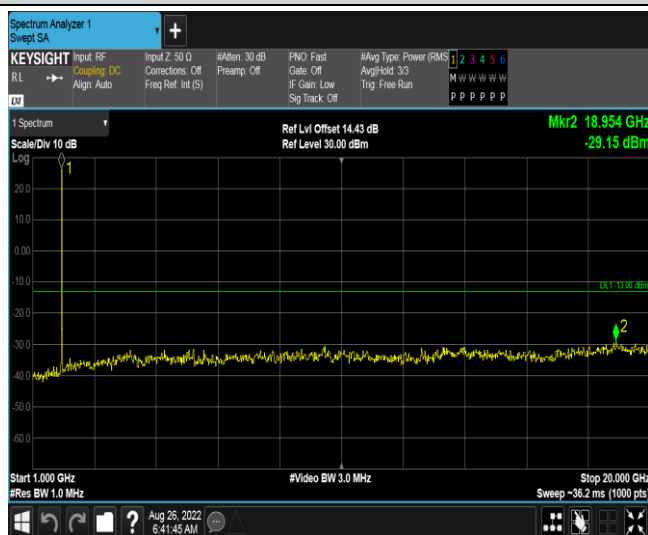 Spectrum Analyzer 1
Swept SA
+
KEYSIGHT
RL
LXI
Input: RF
Coupling: DC
Align: Auto
Input Z: 50 Ω
Corrections: Off
Freq Ref: Int (S)
#Atten: 30 dB
Preamp: Off
PNO: Fast
Gate: Off
IF Gain: Low
Sig Track: Off
#Avg Type: Power (RMS
Avg|Hold: 3/3
Trig: Free Run
1 2 3 4 5 6
M W W W W W
P P P P P P
1 Spectrum
Scale/Div 10 dB
Log
Ref Lvl Offset 14.43 dB
Ref Level 30.00 dBm
Mkr2 18.954 GHz
-29.15 dBm
1
20.0
10.0
0.00
-10.0
DL1 -13.00 dBm
-20.0
2
-30.0
-40.0
-50.0
-60.0
Start 1.000 GHz
#Res BW 1.0 MHz
#Video BW 3.0 MHz
Stop 20.000 GHz
Sweep ~36.2 ms (1000 pts)
?
Aug 26, 2022
6:41:45 AM